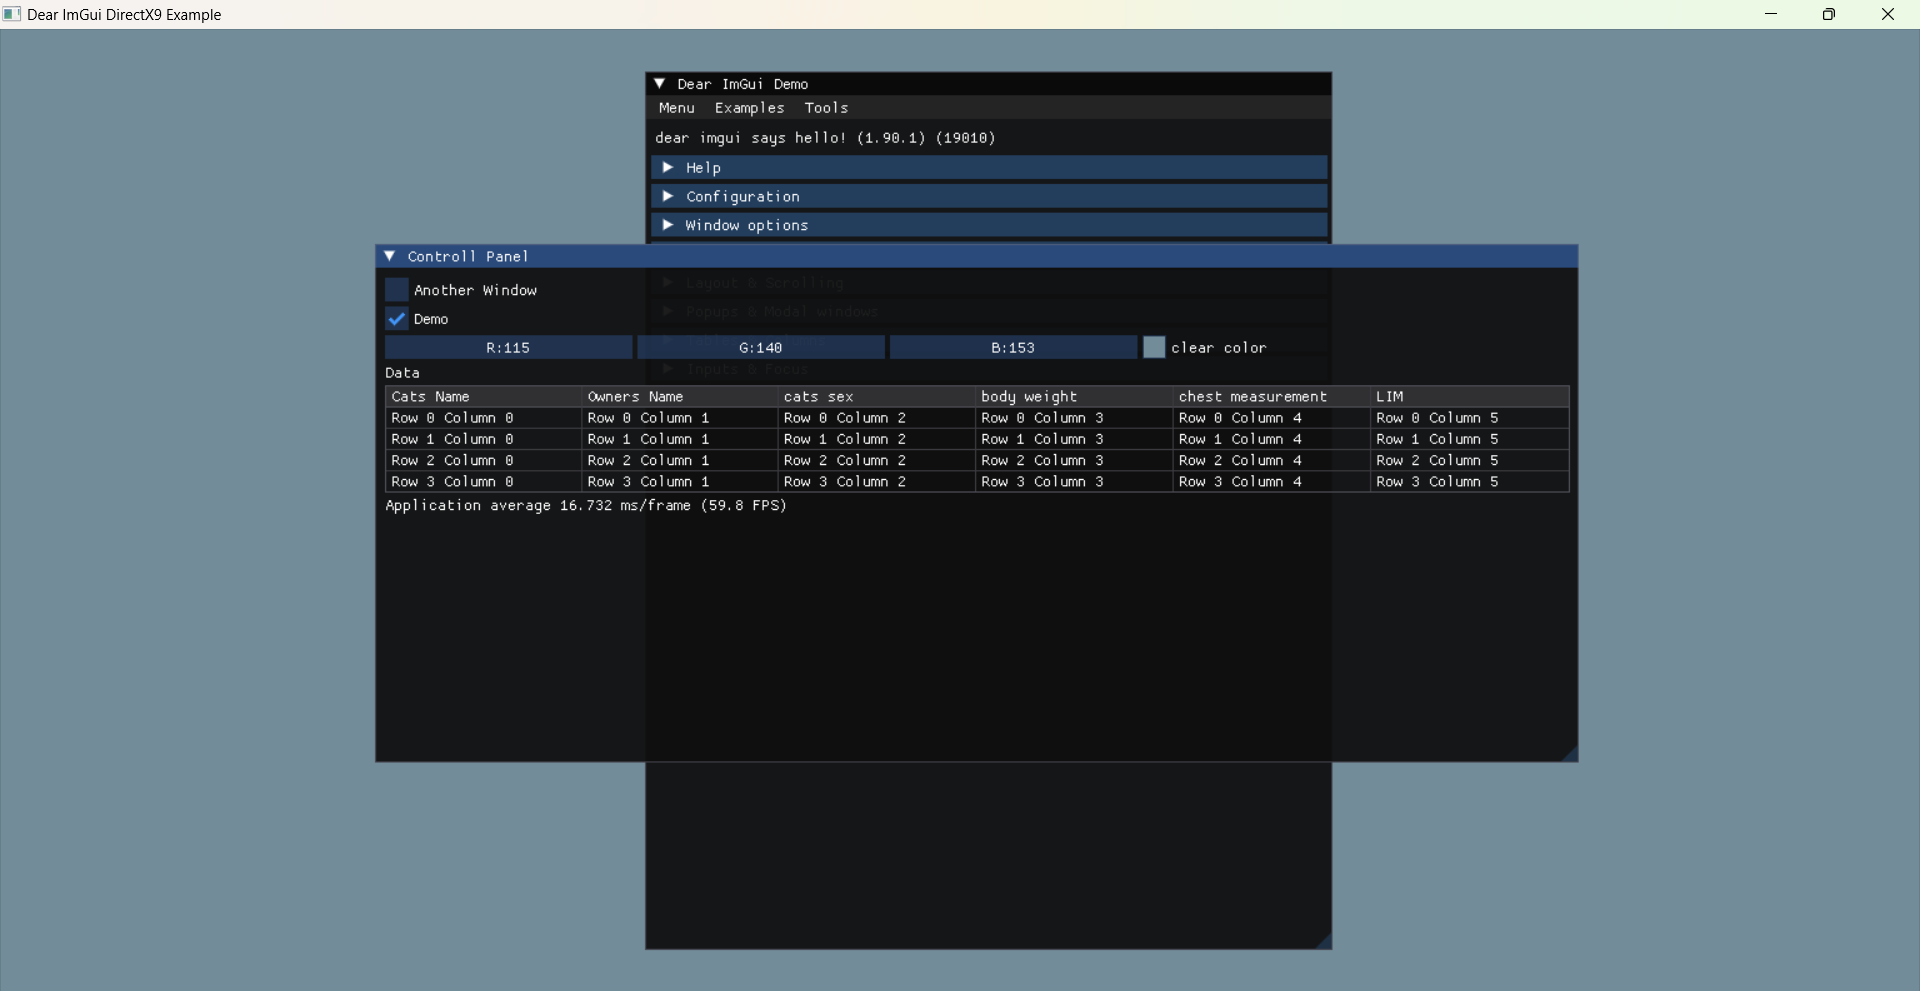 Dear ImGui DirectX9 Example
Dear ImGui Demo
Menu Examples Tools
dear imgui says hello! (1.90.1) (19010)
Help
Configuration
Window options
Controll Panel
Another Window
Layout & Scrolling
Popups & Modal windows
Demo
R:115 G:140 B:153 clear color
Inputs & Focus
Data
Cats Name Owners Name cats sex body weight chest measurement LIM
Row 0 Column 0 Row 0 Column 1 Row 0 Column 2 Row 0 Column 3 Row 0 Column 4 Row 0 Column 5
Row 1 Column 0 Row 1 Column 1 Row 1 Column 2 Row 1 Column 3 Row 1 Column 4 Row 1 Column 5
Row 2 Column 0 Row 2 Column 1 Row 2 Column 2 Row 2 Column 3 Row 2 Column 4 Row 2 Column 5
Row 3 Column 0 Row 3 Column 1 Row 3 Column 2 Row 3 Column 3 Row 3 Column 4 Row 3 Column 5
Application average 16.732 ms/frame (59.8 FPS)